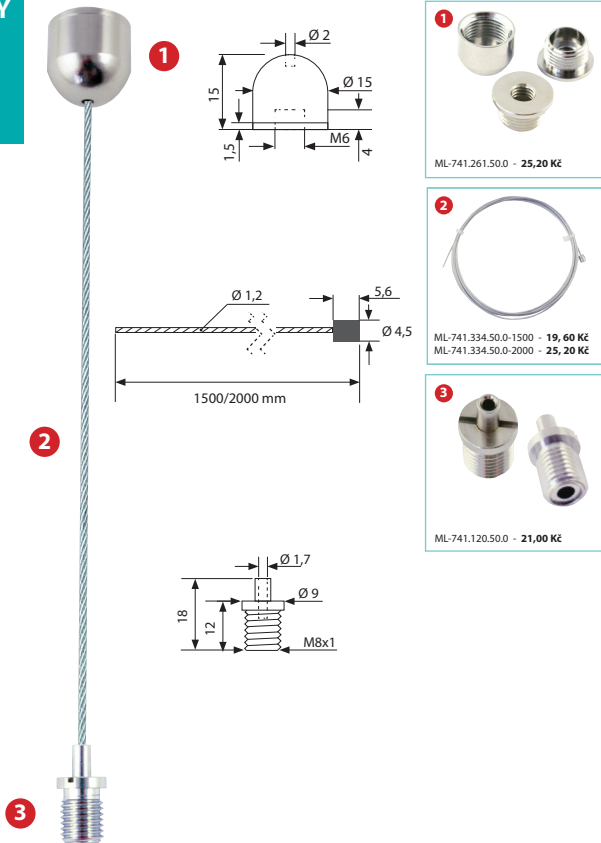 Y
1
Ø 2
Ø 15
15
1,5
M6
4
1
ML-741.261.50.0 - 25,20 Kč
2
ML-741.334.50.0-1500 - 19, 60 Kč
ML-741.334.50.0-2000 - 25, 20 Kč
Ø 1,2
5,6
Ø 4,5
1500/2000 mm
2
3
ML-741.120.50.0 - 21,00 Kč
Ø 1,7
Ø 9
18
12
M8x1
3